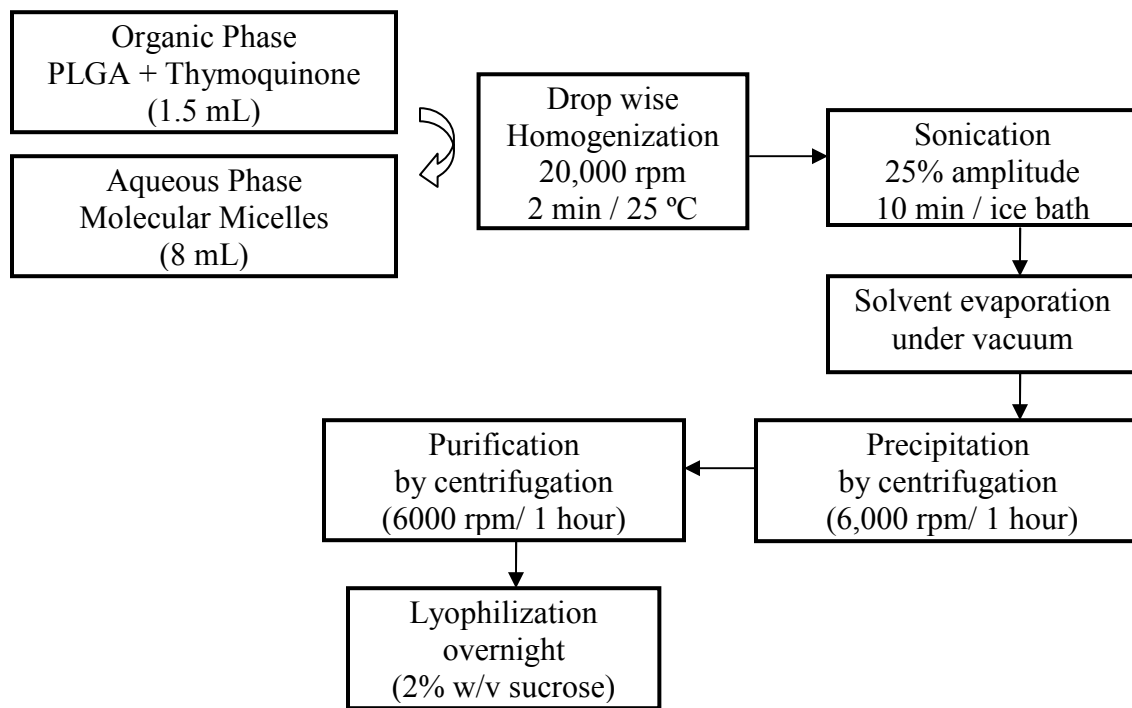 Organic Phase
PLGA + Thymoquinone
(1.5 mL)
Aqueous Phase
Molecular Micelles
(8 mL)
Drop wise
Homogenization
20,000 rpm
2 min / 25 ºC
Sonication
25% amplitude
10 min / ice bath
Solvent evaporation
under vacuum
Precipitation
by centrifugation
(6,000 rpm/ 1 hour)
Purification
by centrifugation
(6000 rpm/ 1 hour)
Lyophilization
overnight
(2% w/v sucrose)